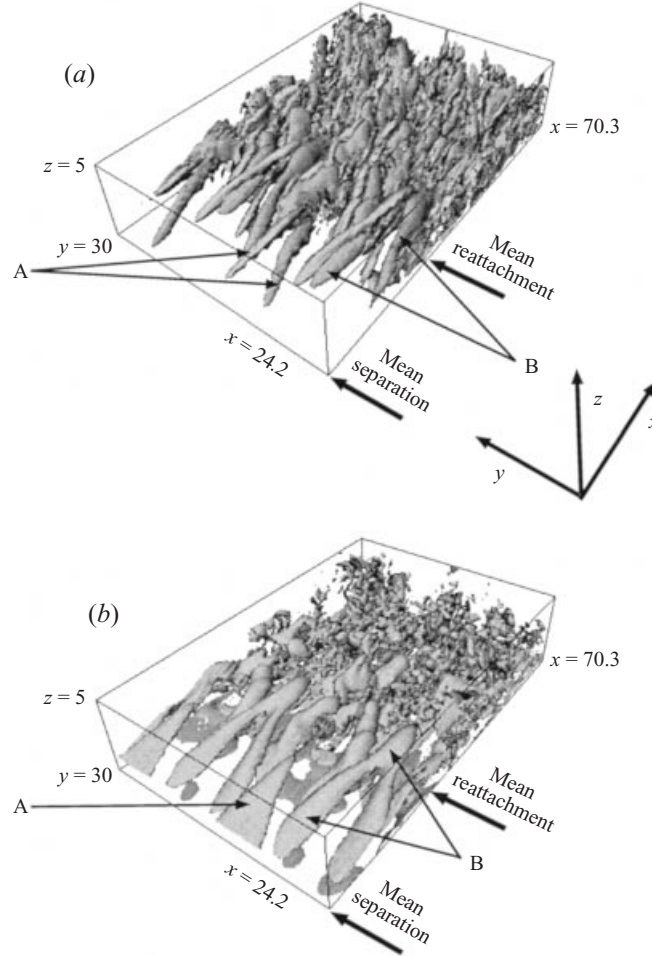 (a)
x = 70.3
z = 5
y = 30
A
Mean
reattachment
x = 24.2
B
Mean
separation
z
x
y
(b)
x = 70.3
z = 5
y = 30
A
Mean
reattachment
B
x = 24.2
Mean
separation